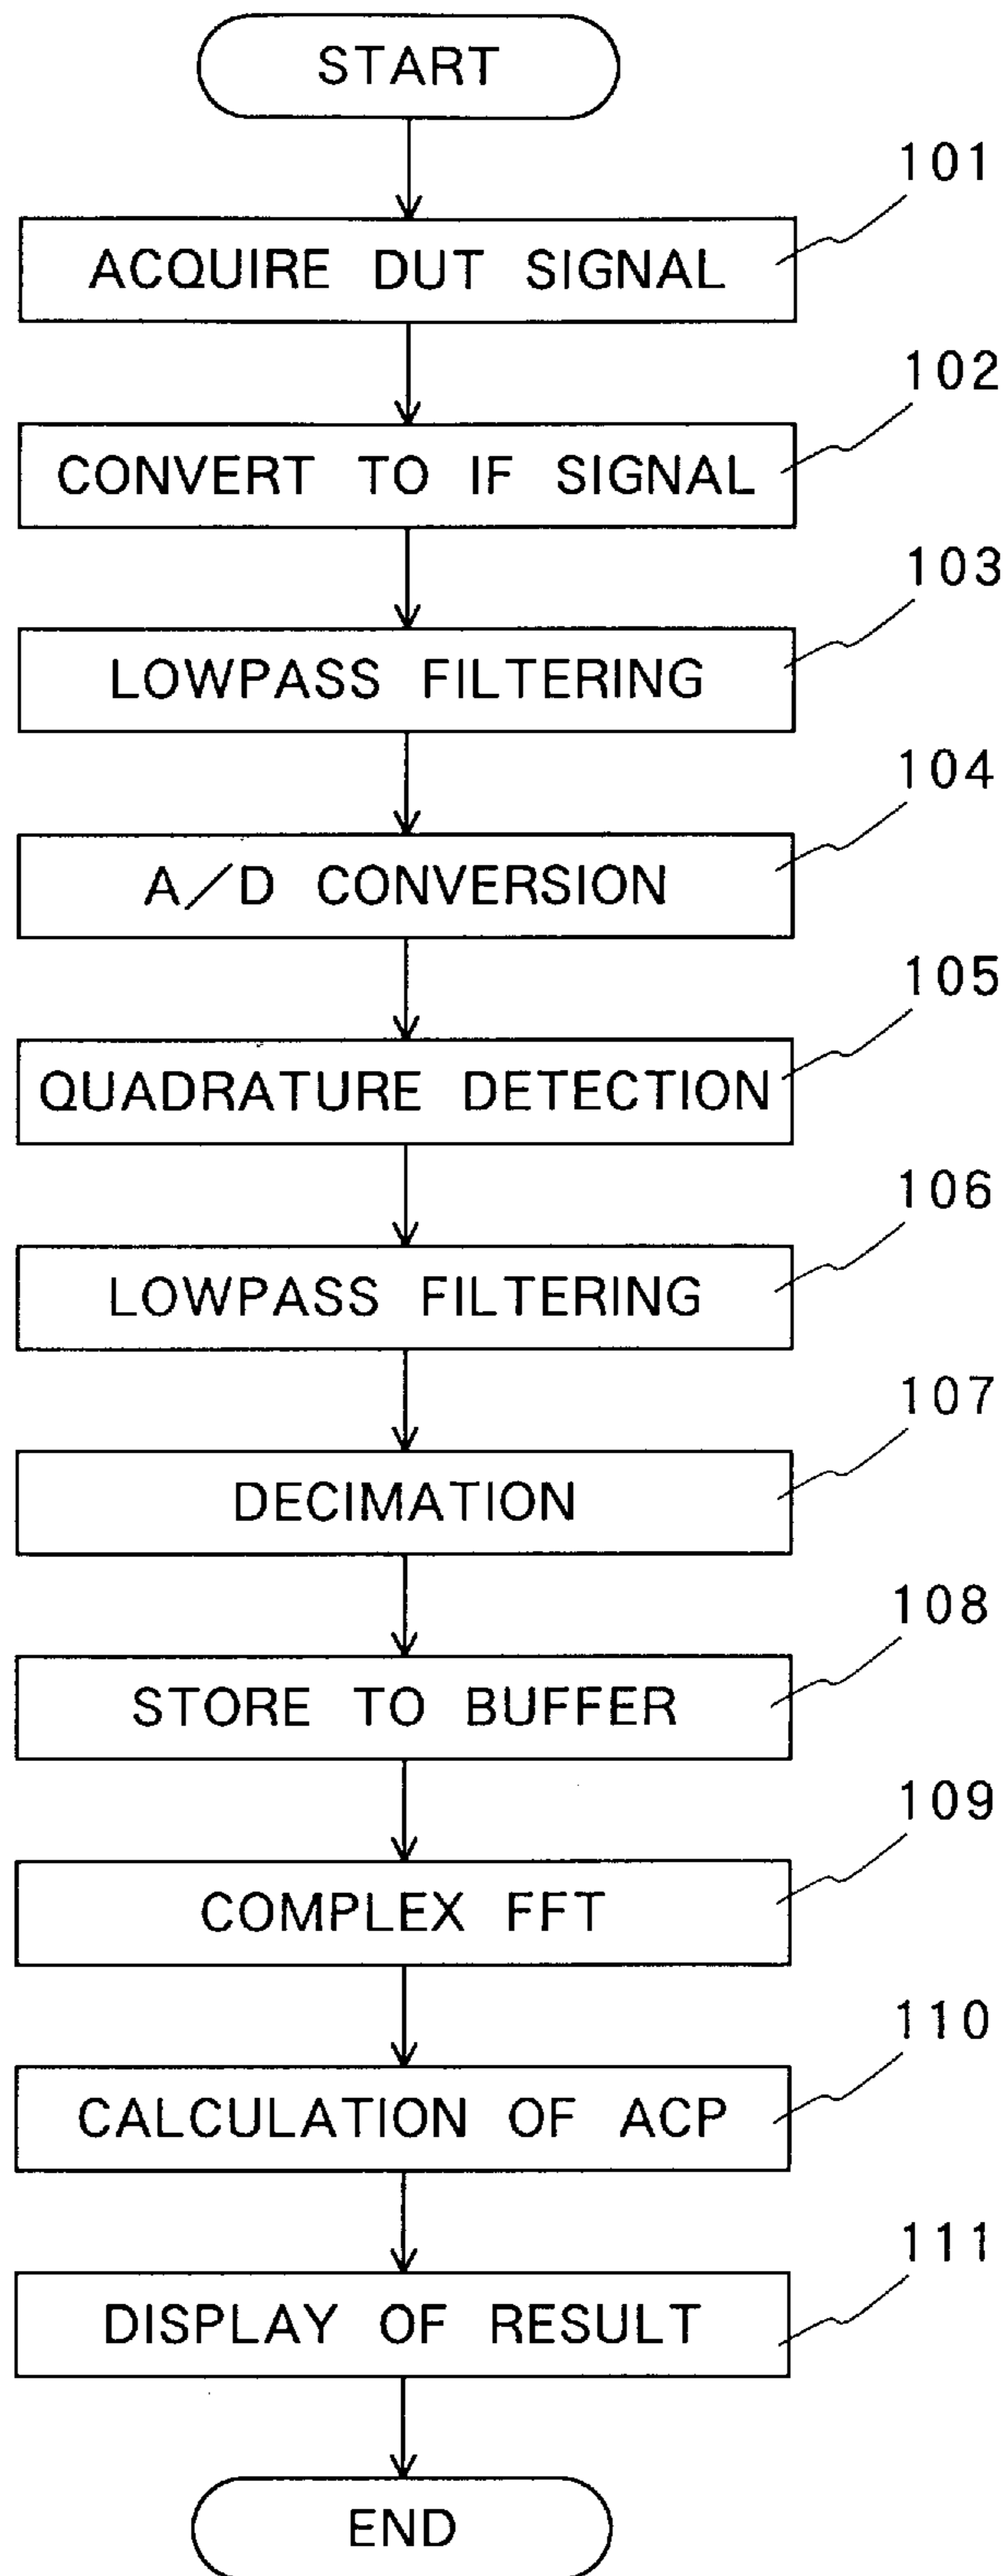 START
101
ACQUIRE DUT SIGNAL
102
CONVERT TO IF SIGNAL
103
LOWPASS FILTERING
104
A/D CONVERSION
105
QUADRATURE DETECTION
106
LOWPASS FILTERING
107
DECIMATION
108
STORE TO BUFFER
109
COMPLEX FFT
110
CALCULATION OF ACP
111
DISPLAY OF RESULT
END